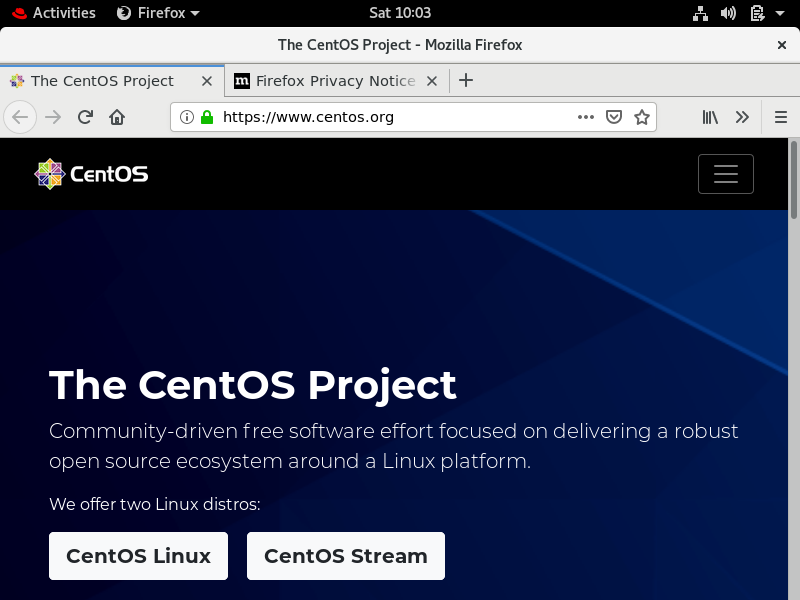 Activities Firefox Sat 10:03
The CentOS Project - Mozilla Firefox
The CentOS Project Firefox Privacy Notice
https://www.centos.org
CentOS
The CentOS Project
Community-driven free software effort focused on delivering a robust
open source ecosystem around a Linux platform.
We offer two Linux distros:
CentOS Linux CentOS Stream